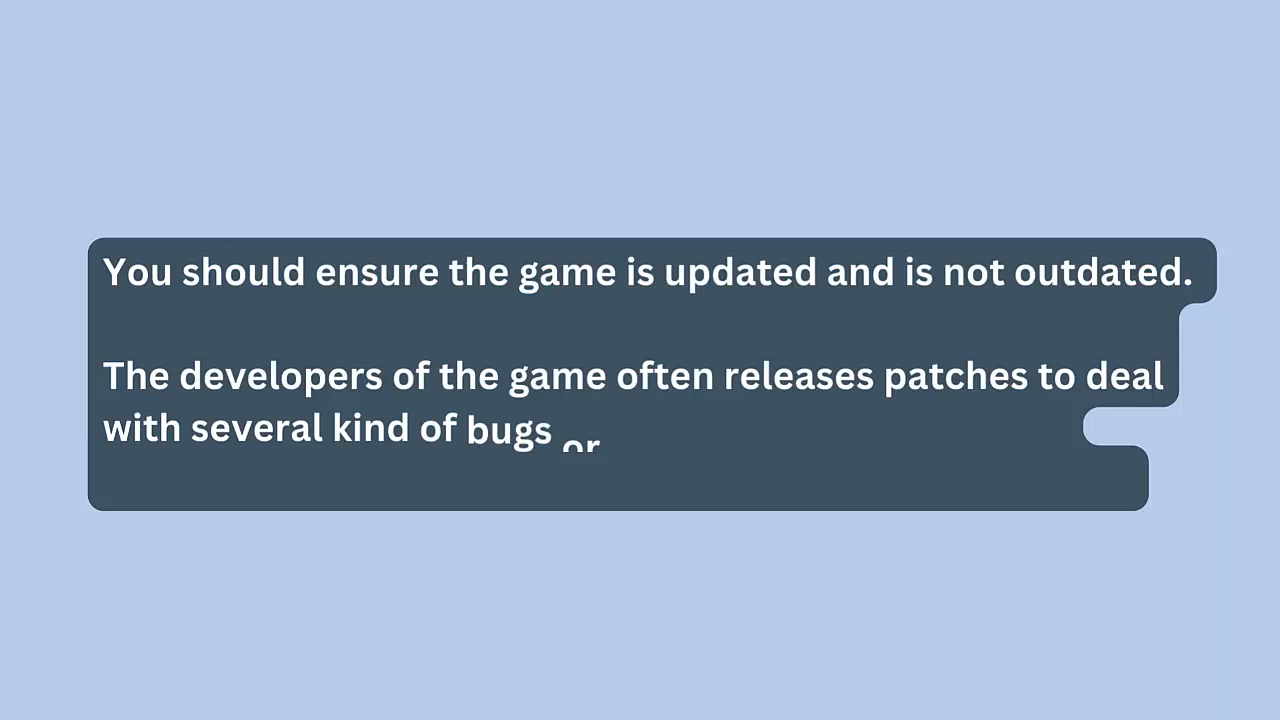 You should ensure the game is updated and is not outdated.
The developers of the game often releases patches to deal
with several kind of bugs or